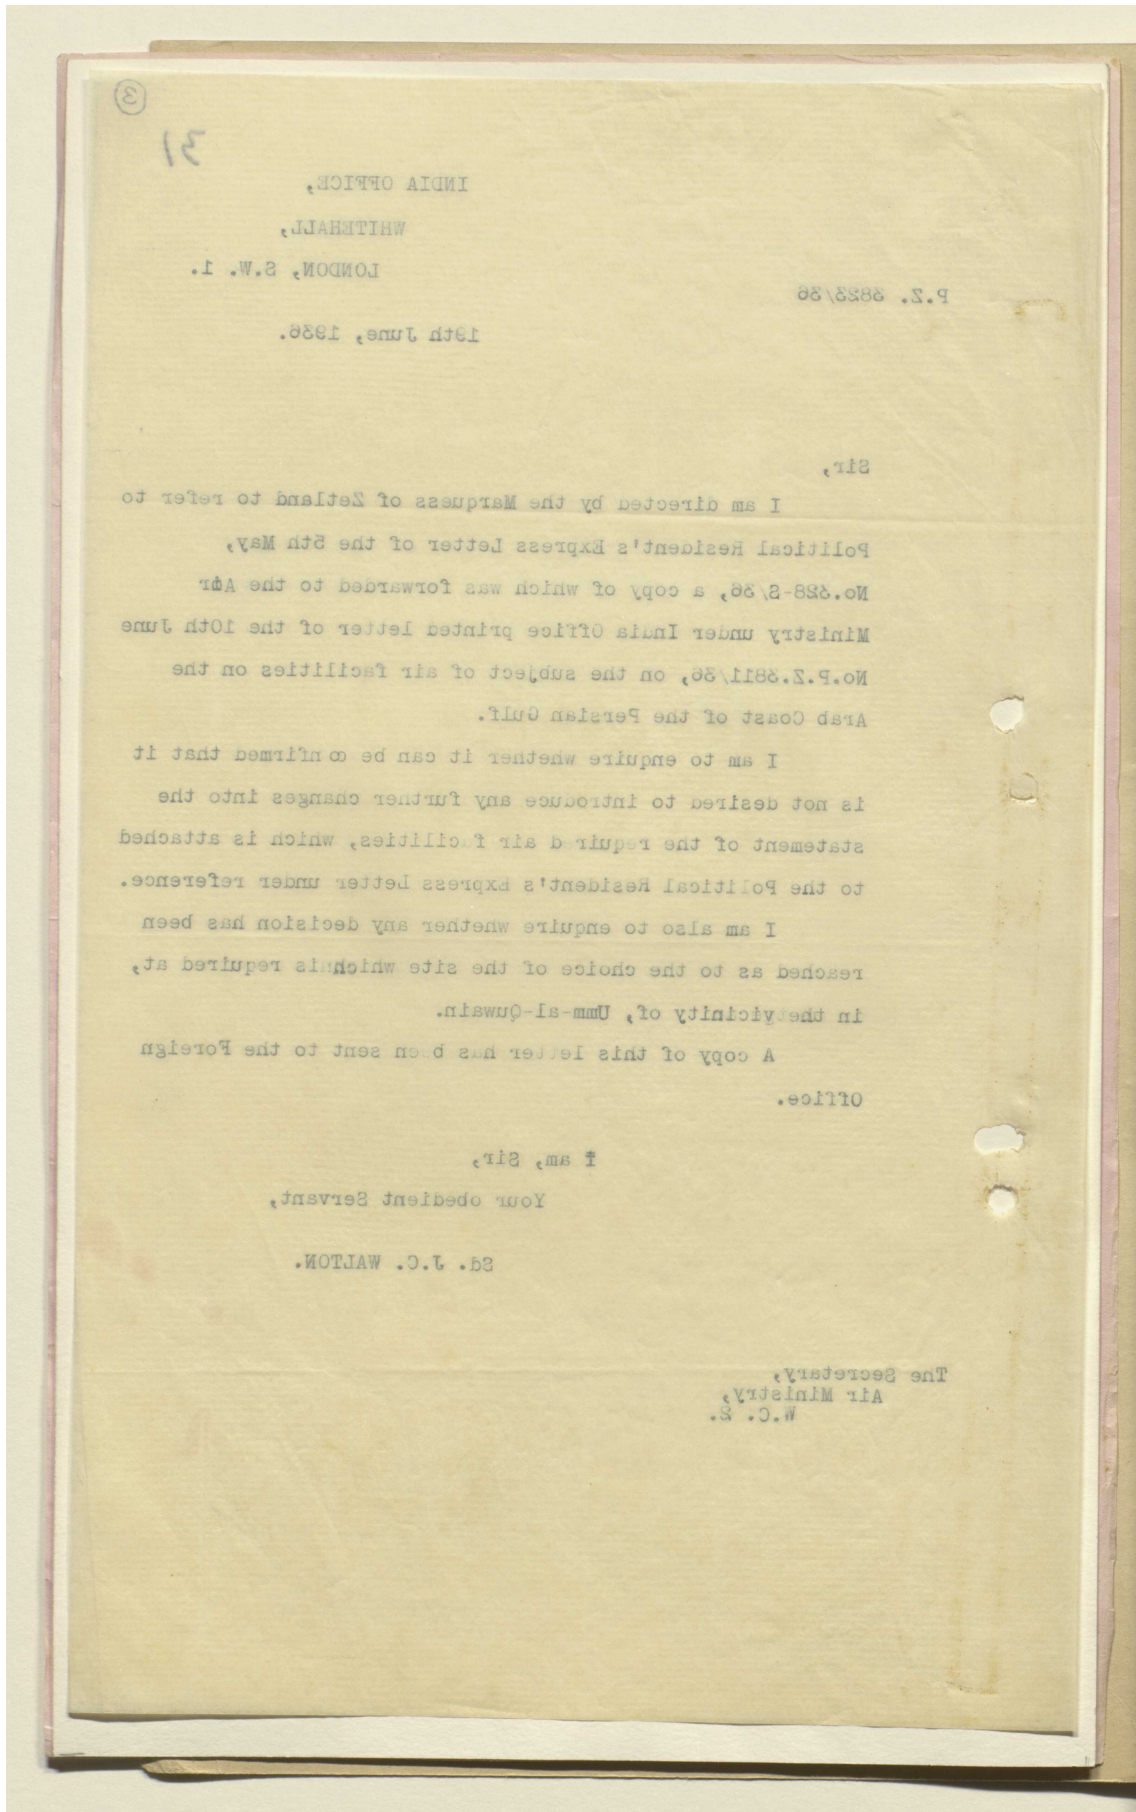 3
31
INDIA OFFICE,
WHITEHALL,
LONDON, S.W. 1.
P.Z. 3823/36
19th June, 1936.
Sir,
I am directed by the Marquess of Zetland to refer to
Political Resident's Express Letter of the 5th May,
No.328-S/36, a copy of which was forwarded to the Air
Ministry under India Office printed letter of the 10th June
No.P.Z.3811/36, on the subject of air facilities on the
Arab Coast of the Persian Gulf.
I am to enquire whether it can be confirmed that it
is not desired to introduce any further changes into the
statement of the required air facilities, which is attached
to the Political Resident's Express Letter under reference.
I am also to enquire whether any decision has been
reached as to the choice of the site which is required at,
in the vicinity of, Umm-al-Quwain.
A copy of this letter has been sent to the Foreign
Office.
I am, Sir,
Your obedient Servant,
Sd. J.C. WALTON.
The Secretary,
Air Ministry,
W.C. 2.